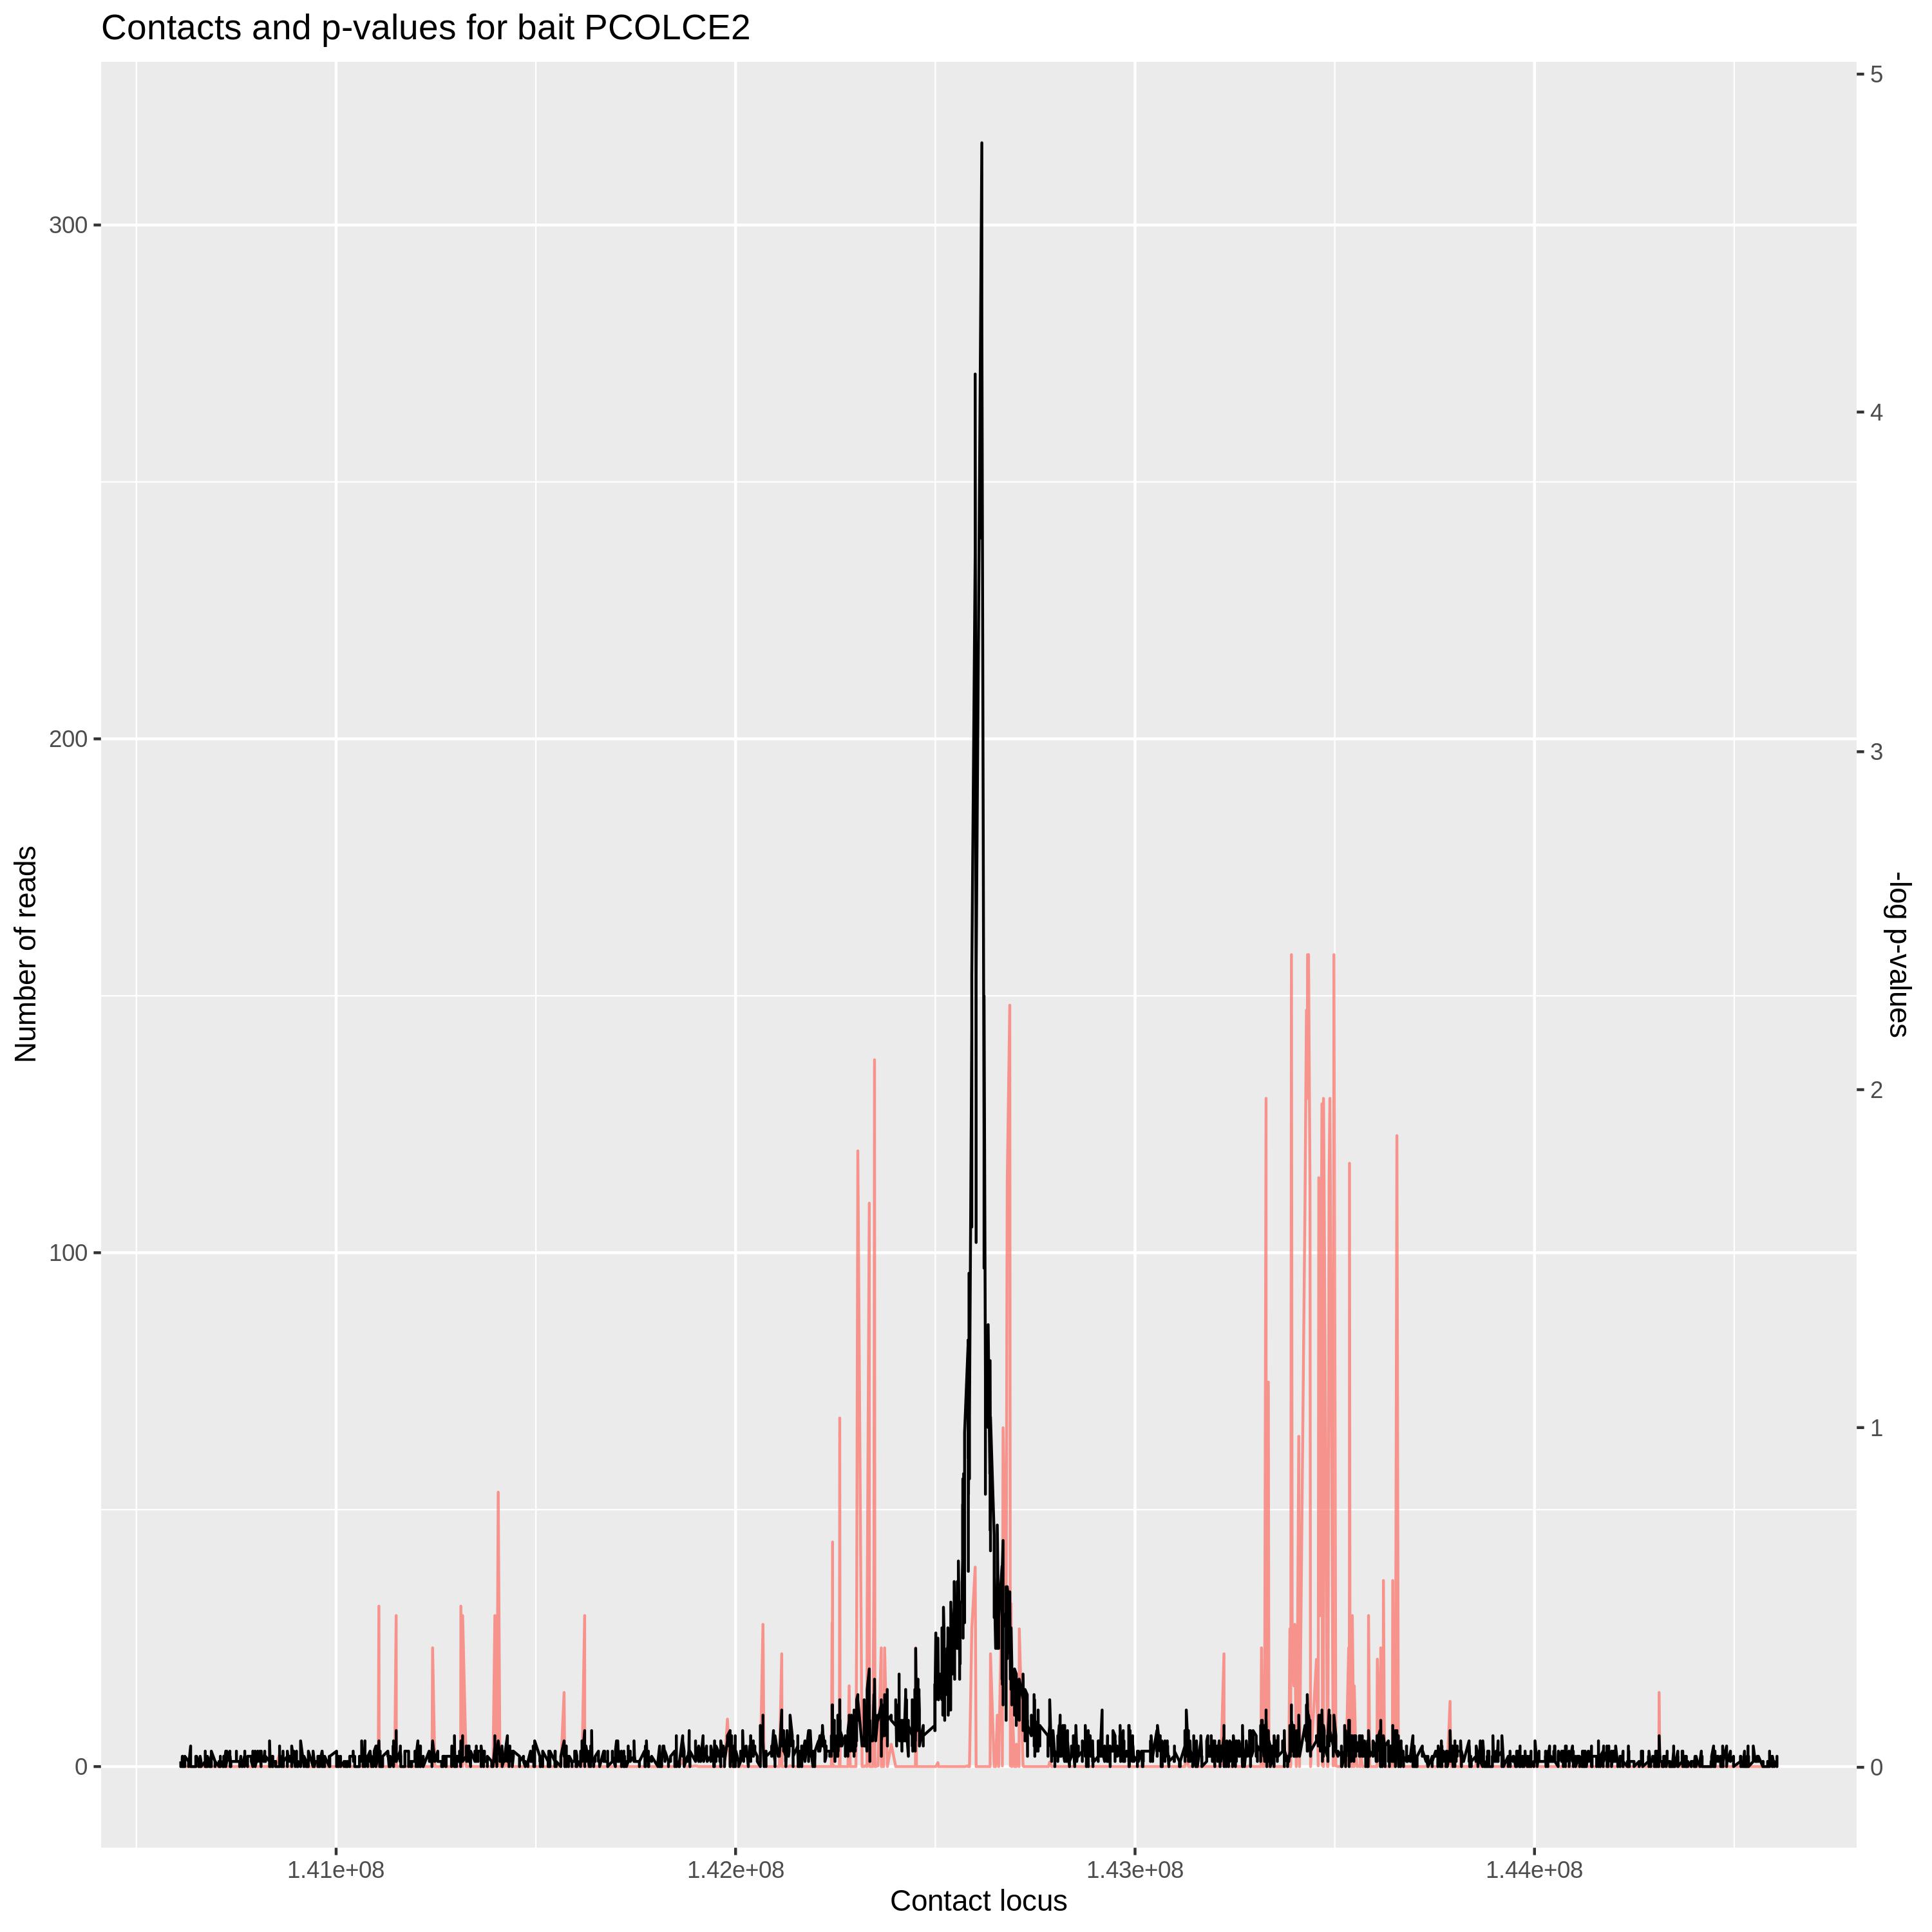 Contacts and p-values for bait PCOLCE2
Number of reads
300
200
100
0
5
4
3
2
1
0
-log p-values
1.41e+08
1.42e+08
1.43e+08
1.44e+08
Contact locus